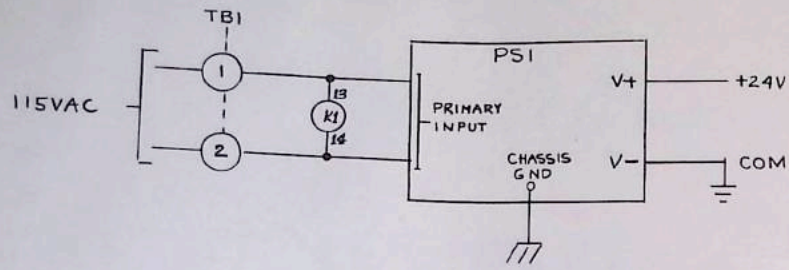 TB1
115VAC
1
2
13
K1
14
PS1
PRIMARY
INPUT
CHASSIS
GND
V+
V-
+24V
COM